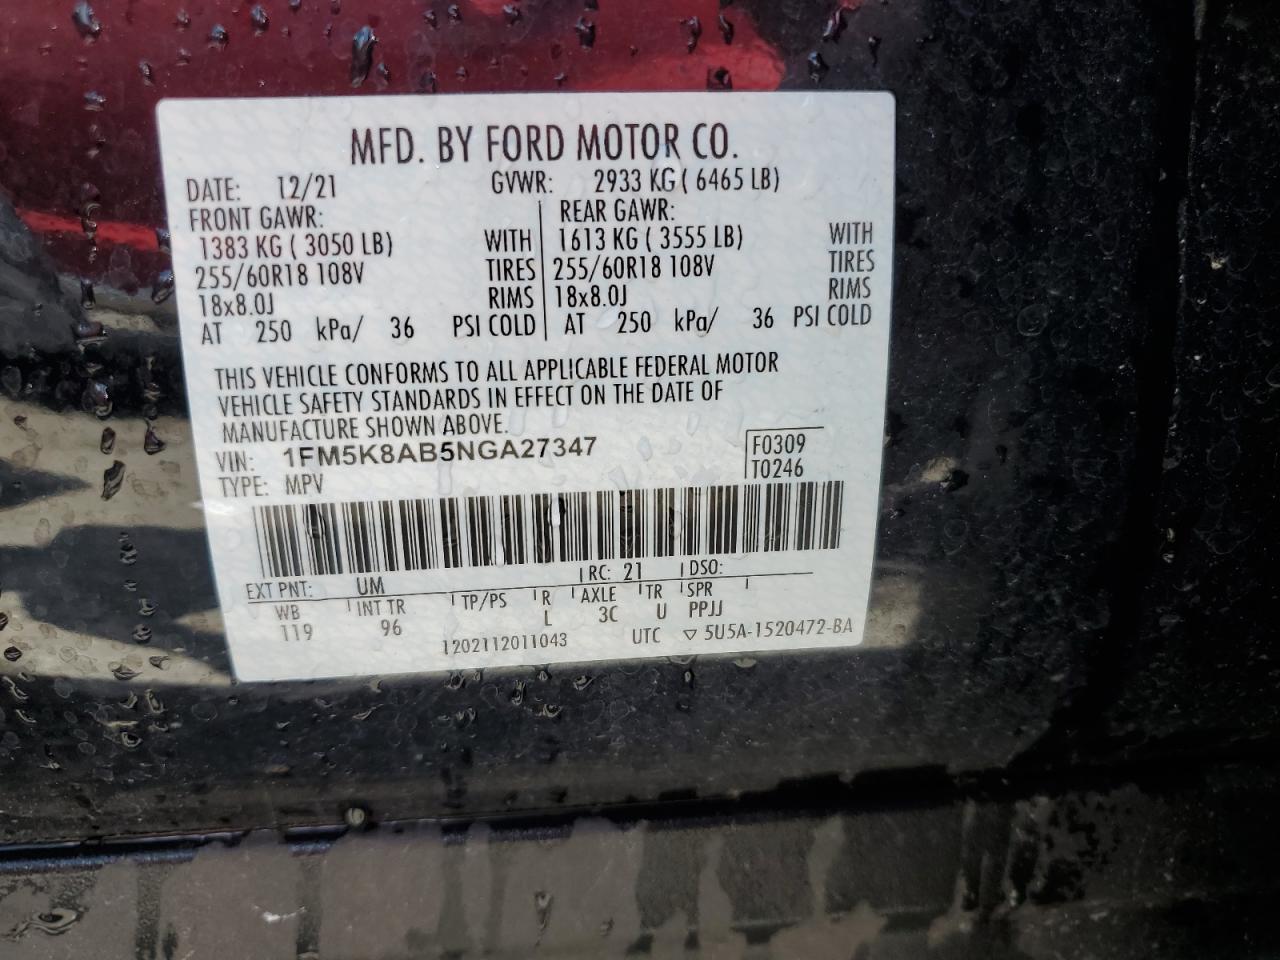 MFD. BY FORD MOTOR CO.
DATE: 12/21 GVWR: 2933 KG ( 6465 LB)
FRONT GAWR: REAR GAWR:
1383 KG ( 3050 LB) WITH 1613 KG ( 3555 LB) WITH
255/60R18 108V TIRES 255/60R18 108V TIRES
18x8.0J RIMS 18x8.0J RIMS
AT 250 kPa/ 36 PSI COLD AT 250 kPa/ 36 PSI COLD
THIS VEHICLE CONFORMS TO ALL APPLICABLE FEDERAL MOTOR
VEHICLE SAFETY STANDARDS IN EFFECT ON THE DATE OF
MANUFACTURE SHOWN ABOVE.
VIN: 1FM5K8AB5NGA27347 F0309
TYPE: MPV T0246
EXT PNT: UM RC: 21 DSO:
WB INT TR TP/PS R AXLE TR SPR
119 96 L 3C U PPJJ
1202112011043 UTC ▽ 5U5A-1520472-BA